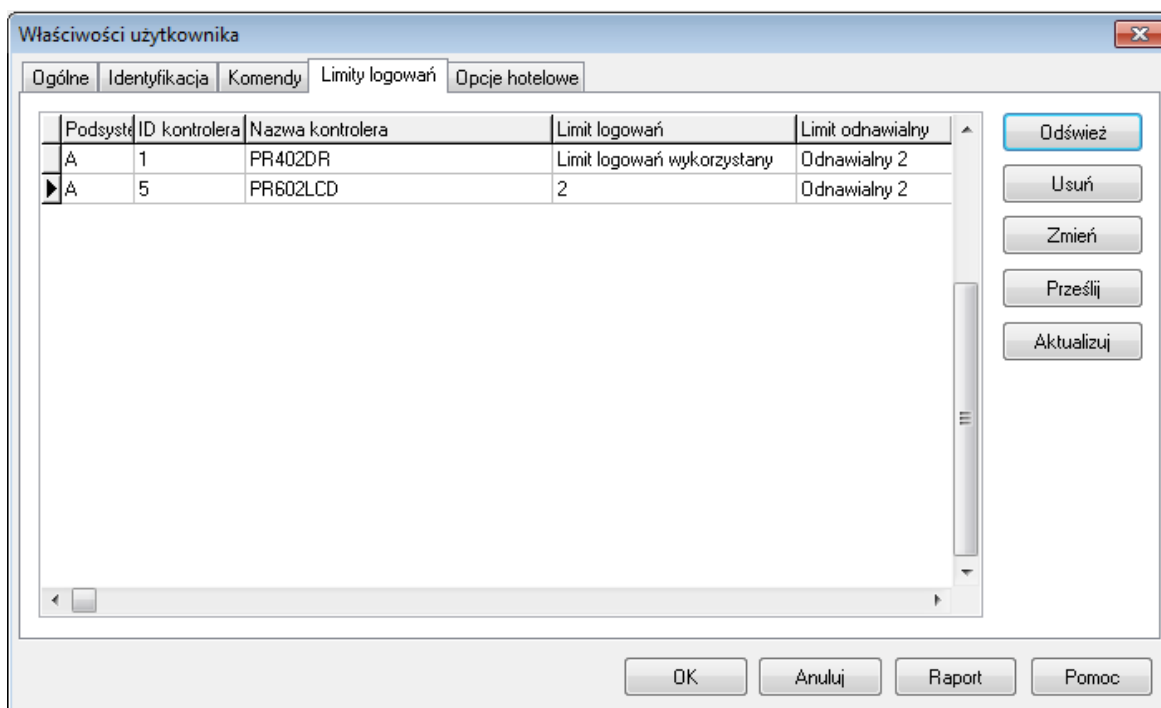 Właściwości użytkownika
Ogólne Identyfikacja Komendy Limity logowań Opcje hotelowe
Podsyste ID kontrolera Nazwa kontrolera Limit logowań Limit odnawialny
A 1 PR402DR Limit logowań wykorzystany Odnawialny 2
A 5 PR602LCD 2 Odnawialny 2
Odśwież
Usuń
Zmień
Prześlij
Aktualizuj
OK Anuluj Raport Pomoc